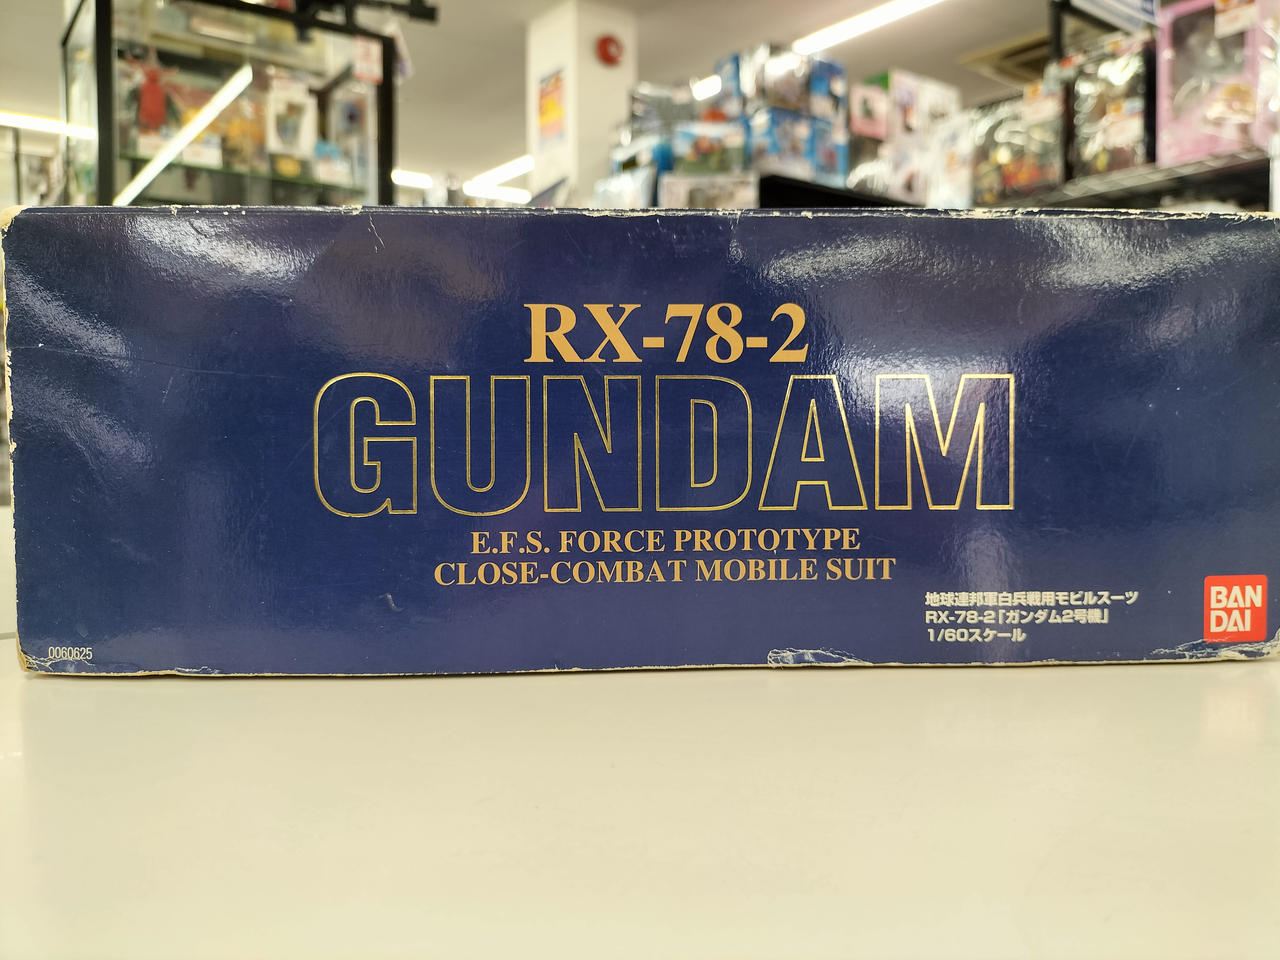 RX-78-2
GUNDAM
E.F.S. FORCE PROTOTYPE
CLOSE-COMBAT MOBILE SUIT
地球連邦軍白兵戦用モビルスーツ
RX-78-2「ガンダム2号機」
1/60スケール
BAN
DAI
0060625